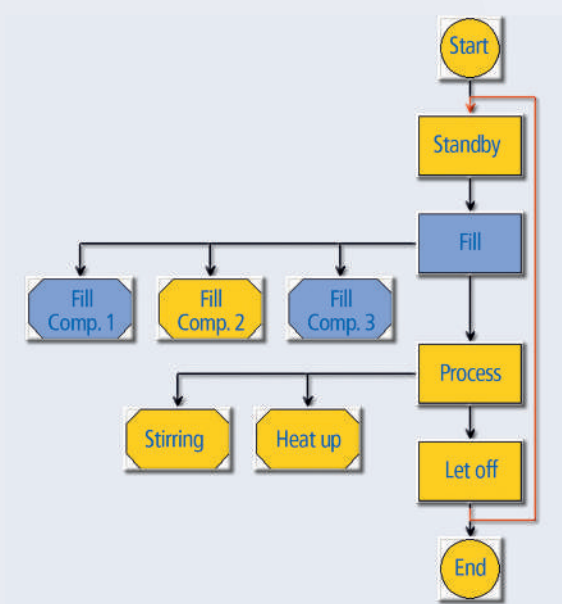 Start
Standby
Fill
Fill
Comp. 1
Fill
Comp. 2
Fill
Comp. 3
Process
Stirring
Heat up
Let off
End